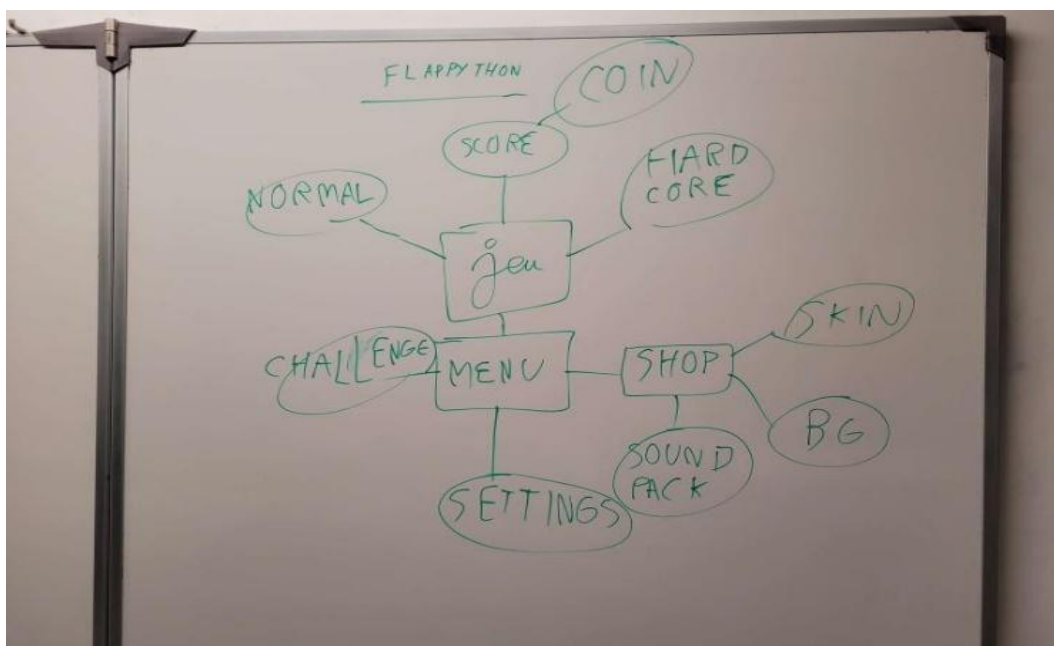 FLAPPYTHON
COIN
SCORE
HARD
CORE
NORMAL
jeu
SKIN
CHALLENGE
MENU
SHOP
BG
SOUND
PACK
SETTINGS